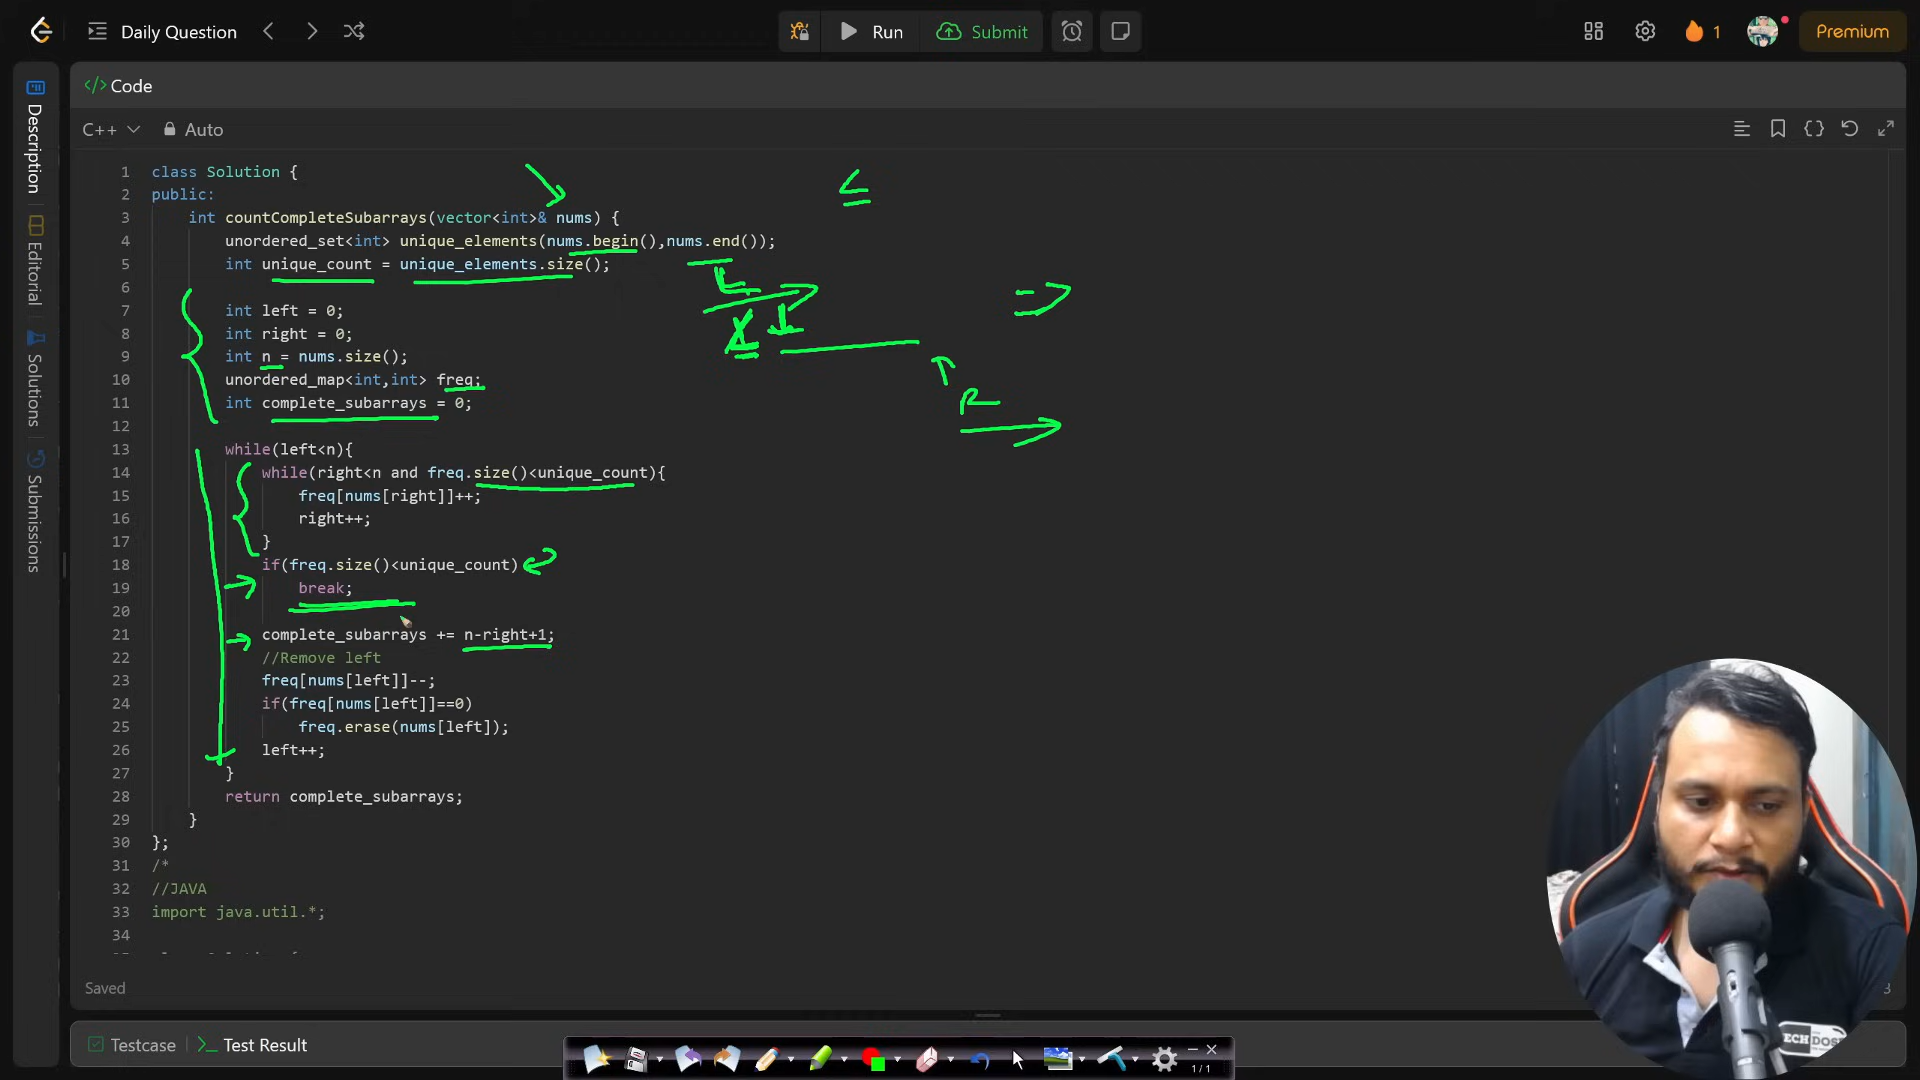 Daily Question
Run
Submit
1
Premium
</> Code
C++
Auto
Description
Editorial
Solutions
Submissions
1 class Solution {
2 public:
3 int countCompleteSubarrays(vector<int>& nums) {
4 unordered_set<int> unique_elements(nums.begin(),nums.end());
5 int unique_count = unique_elements.size();
6
7 int left = 0;
8 int right = 0;
9 int n = nums.size();
10 unordered_map<int,int> freq;
11 int complete_subarrays = 0;
12
13 while(left<n){
14 while(right<n and freq.size()<unique_count){
15 freq[nums[right]]++;
16 right++;
17 }
18 if(freq.size()<unique_count)
19 break;
20
21 complete_subarrays += n-right+1;
22 //Remove left
23 freq[nums[left]]--;
24 if(freq[nums[left]]==0)
25 freq.erase(nums[left]);
26 left++;
27 }
28 return complete_subarrays;
29 }
30 };
31 /*
32 //JAVA
33 import java.util.*;
34
L
R
Saved
Testcase
Test Result
1/1
TECH DOSE